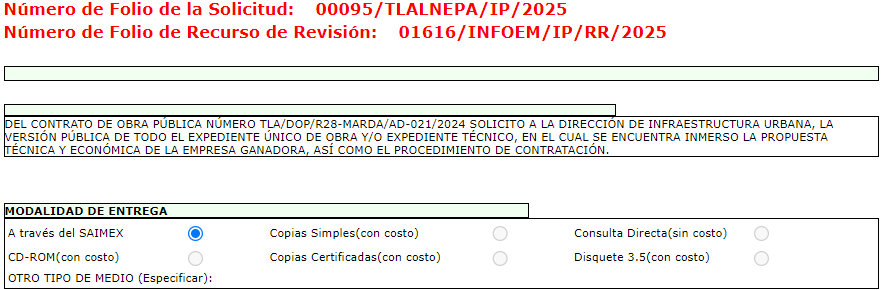 Número de Folio de la Solicitud: 00095/TLALNEPA/IP/2025
Número de Folio de Recurso de Revisión: 01616/INFOEM/IP/RR/2025
DEL CONTRATO DE OBRA PÚBLICA NÚMERO TLA/DOP/R28-MARDA/AD-021/2024 SOLICITO A LA DIRECCIÓN DE INFRAESTRUCTURA URBANA, LA
VERSIÓN PÚBLICA DE TODO EL EXPEDIENTE ÚNICO DE OBRA Y/O EXPEDIENTE TÉCNICO, EN EL CUAL SE ENCUENTRA INMERSO LA PROPUESTA
TÉCNICA Y ECONÓMICA DE LA EMPRESA GANADORA, ASÍ COMO EL PROCEDIMIENTO DE CONTRATACIÓN.
MODALIDAD DE ENTREGA
A través del SAIMEX Copias Simples(con costo) Consulta Directa(sin costo)
CD-ROM(con costo) Copias Certificadas(con costo) Disquete 3.5(con costo)
OTRO TIPO DE MEDIO (Especificar):